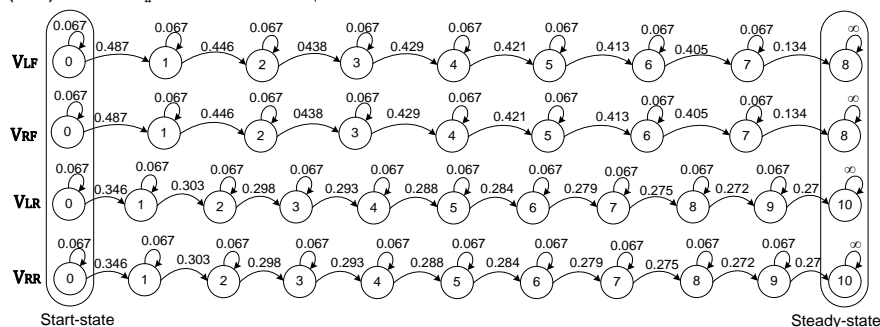 0.067 0.067 0.067 0.067 0.067 0.067 0.067 0.067 ∞
VLF 0 0.487 1 0.446 2 0438 3 0.429 4 0.421 5 0.413 6 0.405 7 0.134 8
0.067 0.067 0.067 0.067 0.067 0.067 0.067 0.067 ∞
VRF 0 0.487 1 0.446 2 0438 3 0.429 4 0.421 5 0.413 6 0.405 7 0.134 8
0.067 0.067 0.067 0.067 0.067 0.067 0.067 0.067 0.067 0.067 ∞
VLR 0 0.346 1 0.303 2 0.298 3 0.293 4 0.288 5 0.284 6 0.279 7 0.275 8 0.272 9 0.27 10
0.067 0.067 0.067 0.067 0.067 0.067 0.067 0.067 0.067 0.067 ∞
VRR 0 0.346 1 0.303 2 0.298 3 0.293 4 0.288 5 0.284 6 0.279 7 0.275 8 0.272 9 0.27 10
Start-state Steady-state